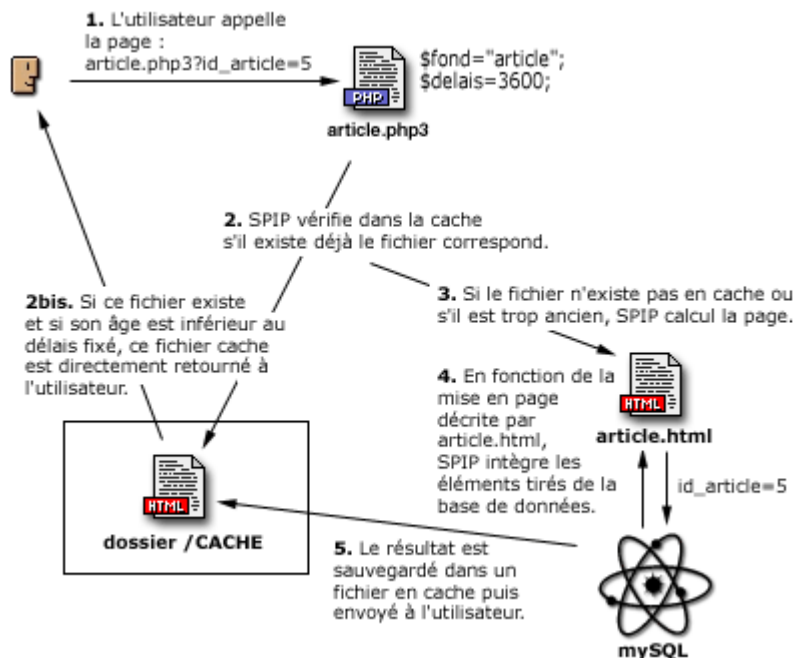 1. L'utilisateur appelle
la page :
article.php3?id_article=5
$fond="article";
$delais=3600;
PHP
article.php3
2. SPIP vérifie dans la cache
s'il existe déjà le fichier correspond.
2bis. Si ce fichier existe
et si son âge est inférieur au
délais fixé, ce fichier cache
est directement retourné à
l'utilisateur.
3. Si le fichier n'existe pas en cache ou
s'il est trop ancien, SPIP calcul la page.
4. En fonction de la
mise en page
décrite par
article.html,
SPIP intègre les
éléments tirés de la
base de données.
HTML
article.html
id_article=5
HTML
dossier /CACHE
5. Le résultat est
sauvegardé dans un
fichier en cache puis
envoyé à l'utilisateur.
mySQL